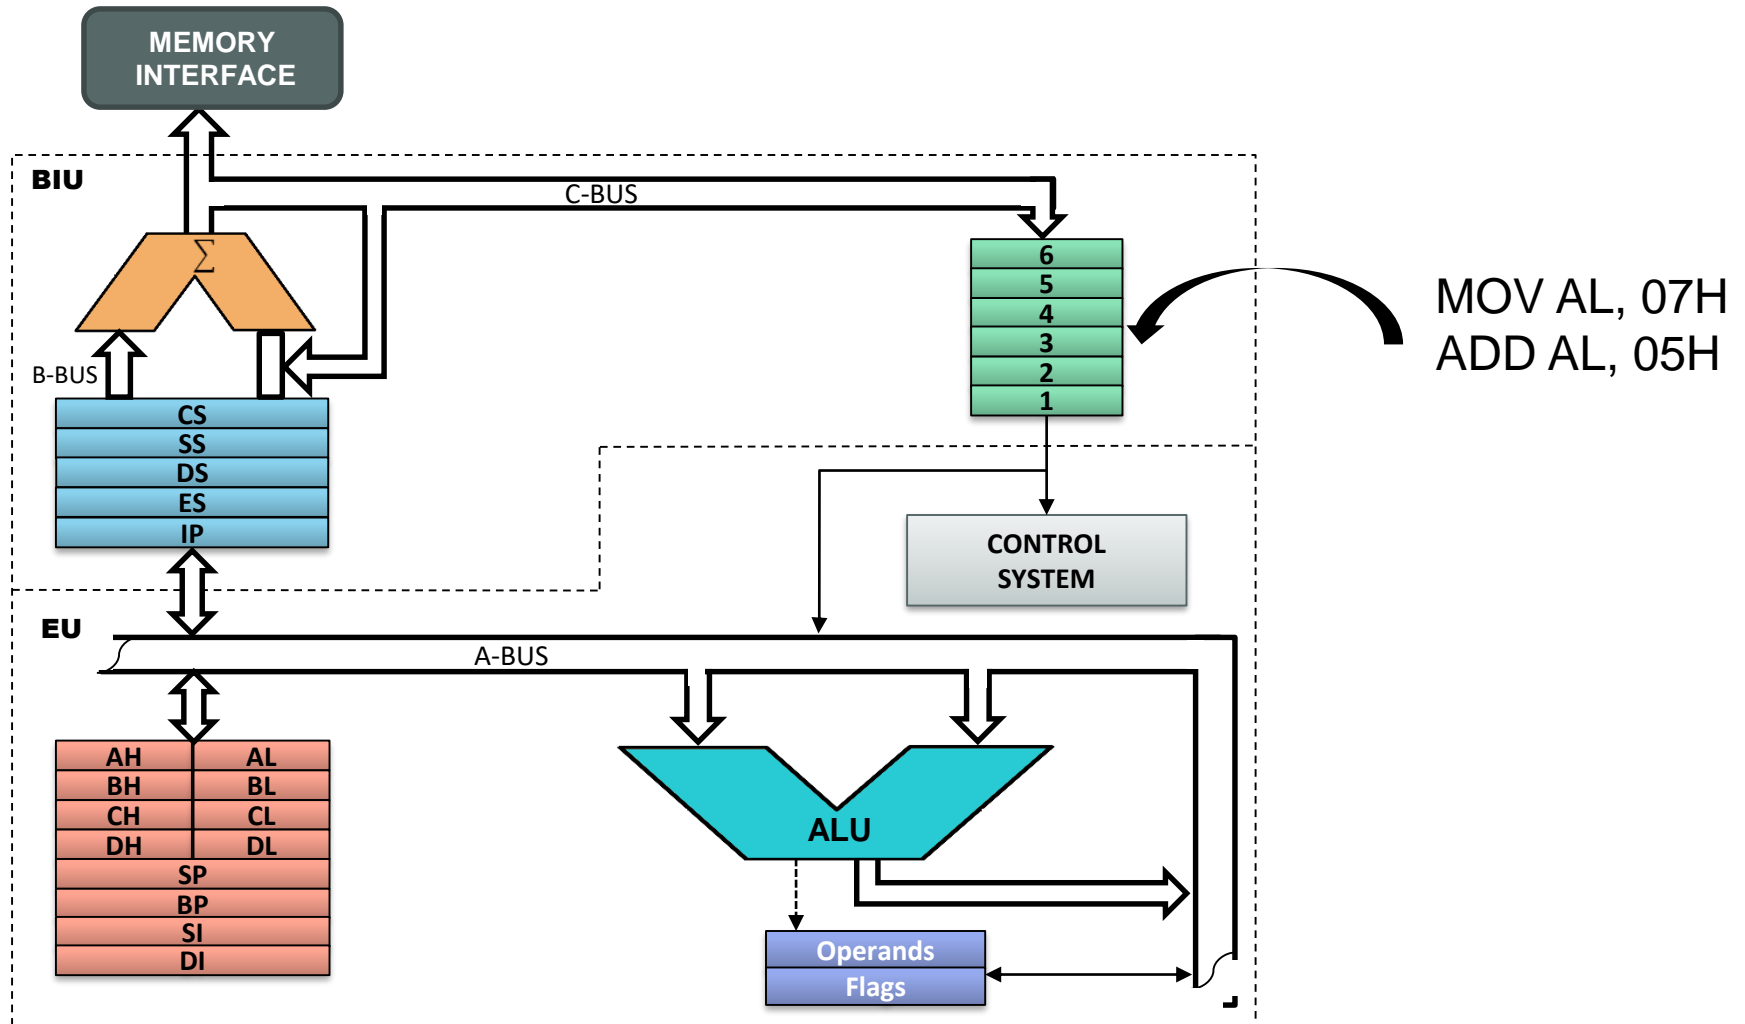 MEMORY
INTERFACE
BIU
C-BUS
Σ
6
5
4
3
2
1
MOV AL, 07H
ADD AL, 05H
B-BUS
CS
SS
DS
ES
IP
CONTROL
SYSTEM
EU
A-BUS
AH AL
BH BL
CH CL
DH DL
SP
BP
SI
DI
ALU
Operands
Flags